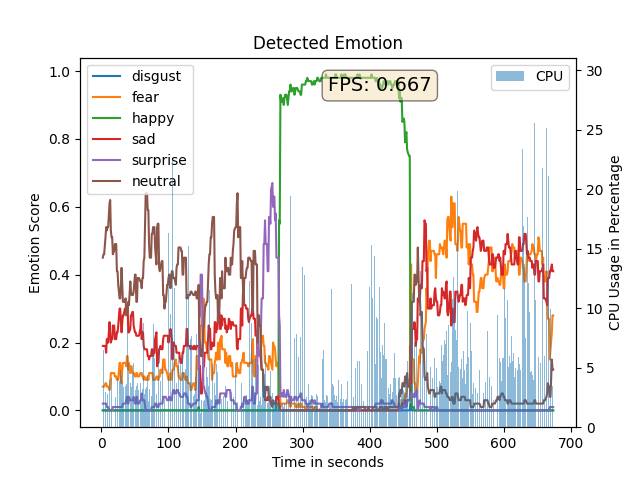 Detected Emotion
FPS: 0.667
disgust
fear
happy
sad
surprise
neutral
CPU
Emotion Score
1.0
0.8
0.6
0.4
0.2
0.0
CPU Usage in Percentage
30
25
20
15
10
5
0
0 100 200 300 400 500 600 700
Time in seconds